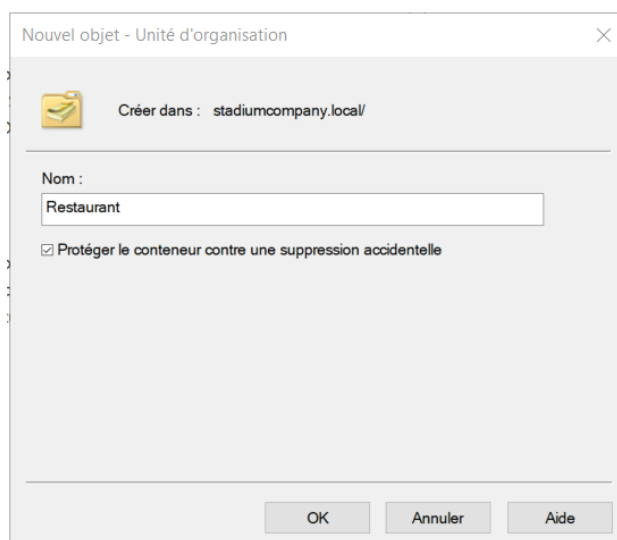 Nouvel objet - Unité d'organisation
Créer dans : stadiumcompany.local/
Nom :
Restaurant
Protéger le conteneur contre une suppression accidentelle
OK Annuler Aide